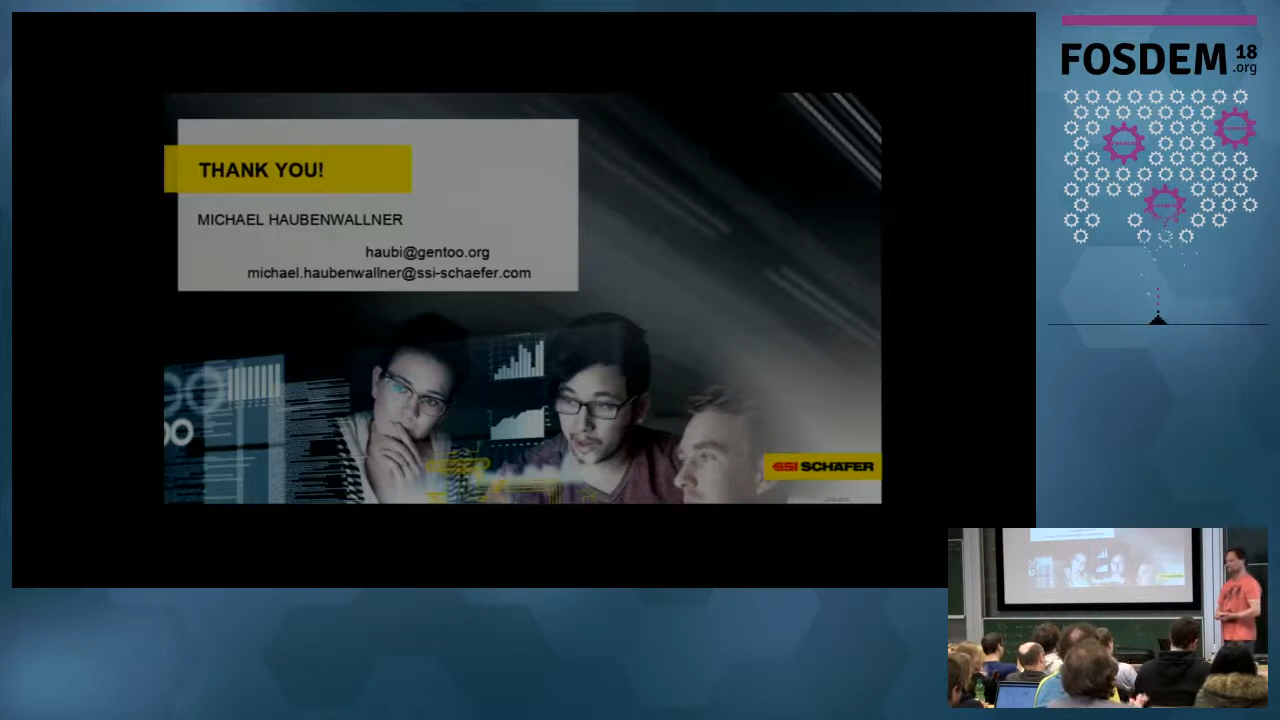 THANK YOU!
MICHAEL HAUBENWALLNER
haubi@gentoo.org
michael.haubenwallner@ssi-schaefer.com
SSI SCHÄFER
FOSDEM 18
.org